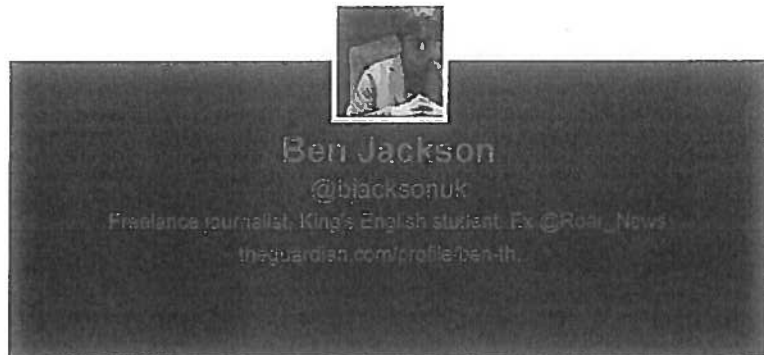 Ben Jackson
@bjacksonuk
Freelance journalist, King's English student. Ex @Roar_News
theguardian.com/profile/ben-th.